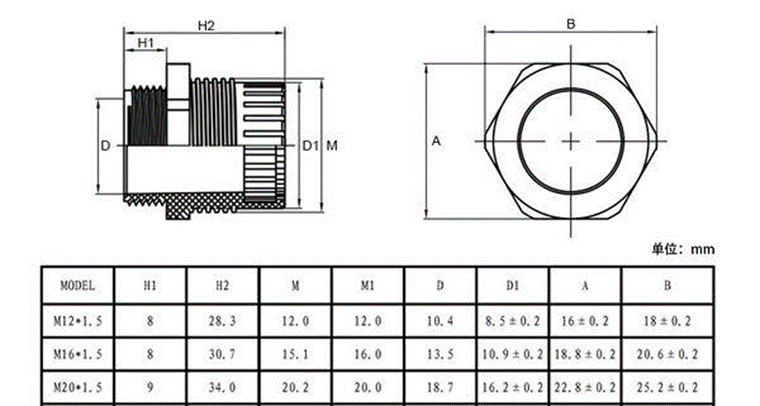 H2
H1
B
D
D1
M
A
单位：mm
MODEL H1 H2 M M1 D D1 A B
M12*1.5 8 28.3 12.0 12.0 10.4 8.5±0.2 16±0.2 18±0.2
M16*1.5 8 30.7 15.1 16.0 13.5 10.9±0.2 18.8±0.2 20.6±0.2
M20*1.5 9 34.0 20.2 20.0 18.7 16.2±0.2 22.8±0.2 25.2±0.2